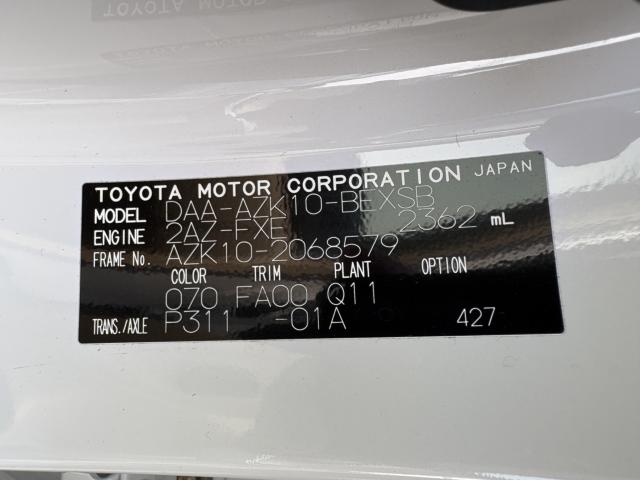 TOYOTA MOTOR CORPORATION JAPAN
MODEL DAA-AZK10-BEXSB
ENGINE 2AZ-FXE 2362 mL
FRAME No. AZK10-2068579
COLOR TRIM PLANT OPTION
070 FA00 Q11
TRANS./AXLE P311 -01A 427